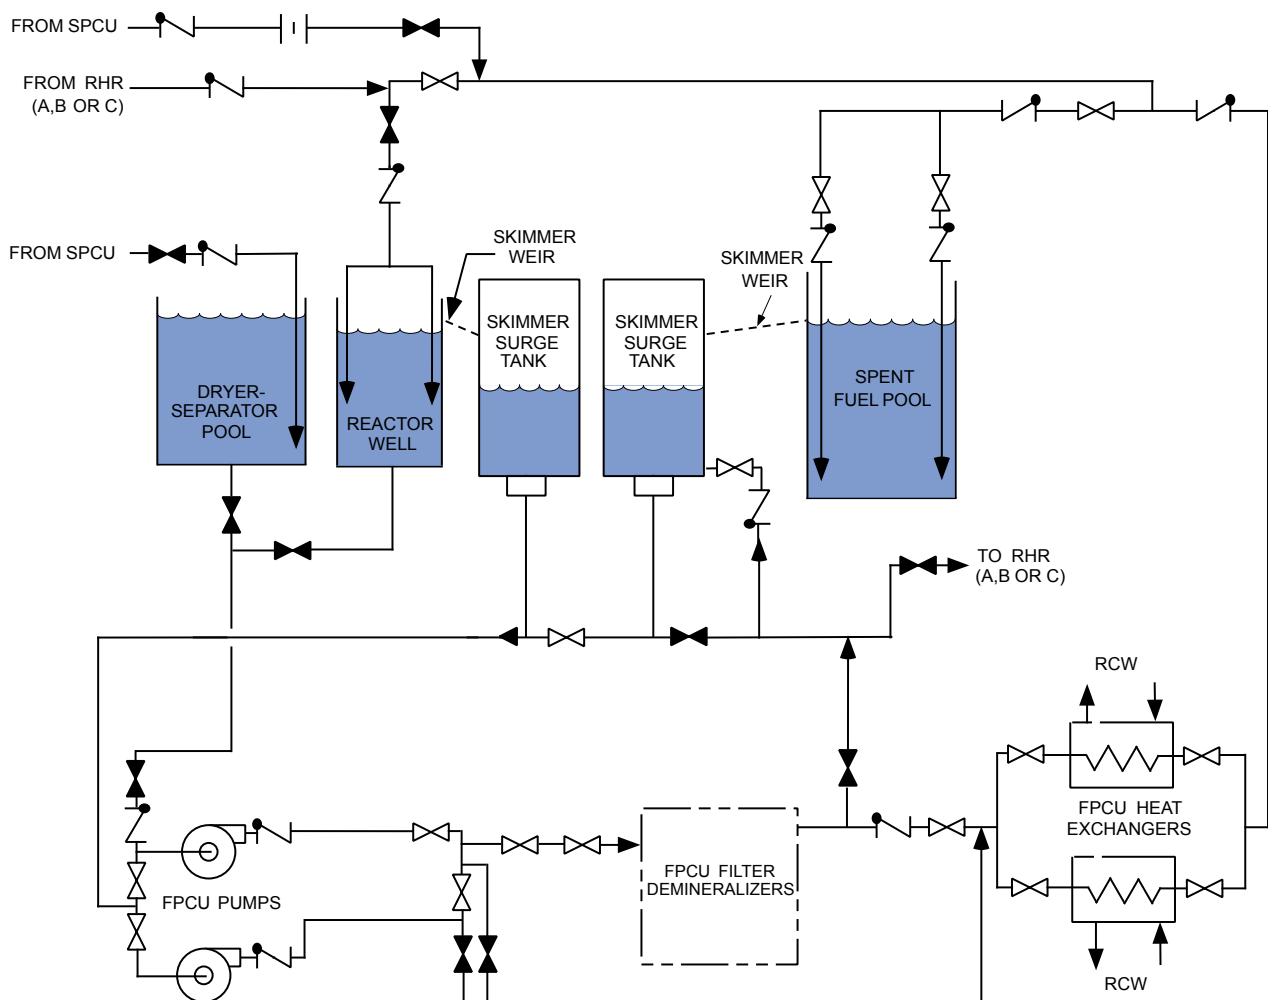 FROM SPCU
FROM RHR
(A,B OR C)
FROM SPCU
SKIMMER
WEIR
SKIMMER
WEIR
SKIMMER
SURGE
TANK
SKIMMER
SURGE
TANK
DRYER-
SEPARATOR
POOL
REACTOR
WELL
SPENT
FUEL POOL
TO RHR
(A,B OR C)
RCW
FPCU HEAT
EXCHANGERS
FPCU FILTER
DEMINERALIZERS
FPCU PUMPS
RCW